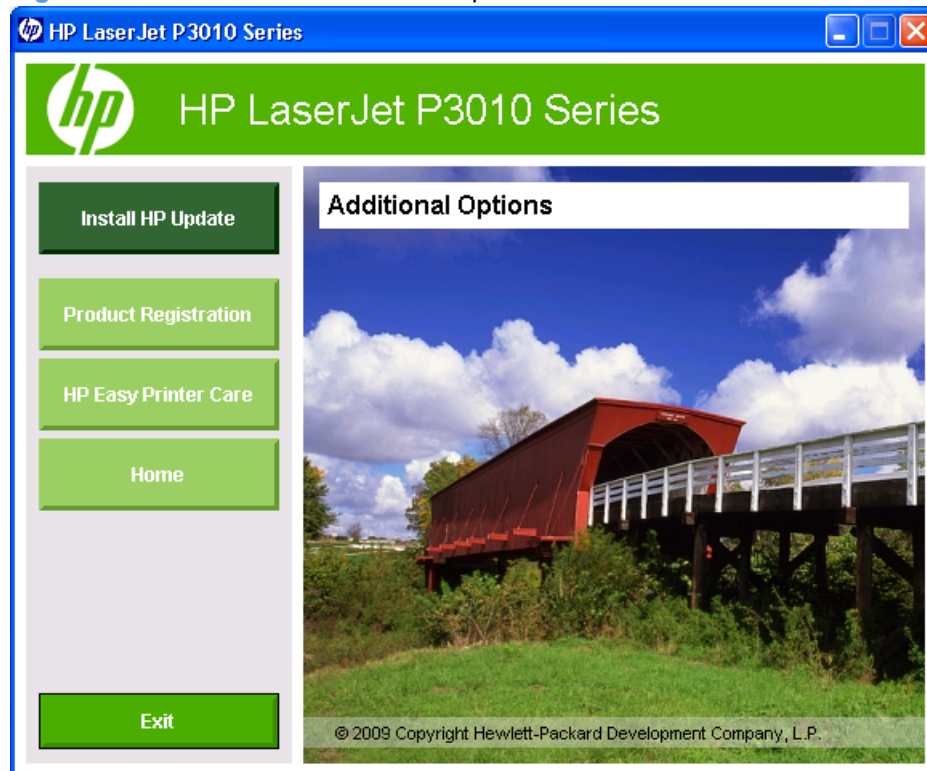 HP LaserJet P3010 Series
hp
HP LaserJet P3010 Series
Install HP Update
Additional Options
Product Registration
HP Easy Printer Care
Home
Exit
© 2009 Copyright Hewlett-Packard Development Company, L.P.